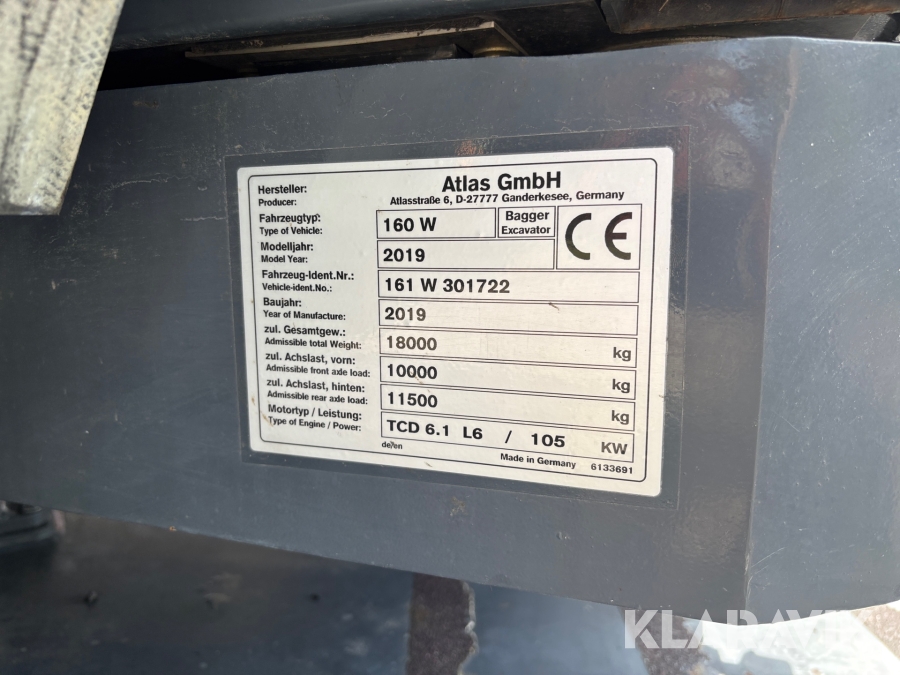 Hersteller:
Producer:
Atlas GmbH
Atlasstraße 6, D-27777 Ganderkesee, Germany
Fahrzeugtyp:
Type of Vehicle:
160 W
Bagger
Excavator
CE
Modelljahr:
Model Year:
2019
Fahrzeug-Ident.Nr.:
Vehicle-ident.No.:
161 W 301722
Baujahr:
Year of Manufacture:
2019
zul. Gesamtgew.:
Admissible total Weight:
18000 kg
zul. Achslast, vorn:
Admissible front axle load:
10000 kg
zul. Achslast, hinten:
Admissible rear axle load:
11500 kg
Motortyp / Leistung:
Type of Engine / Power:
TCD 6.1 L6 / 105 KW
de/en
Made in Germany 6133691